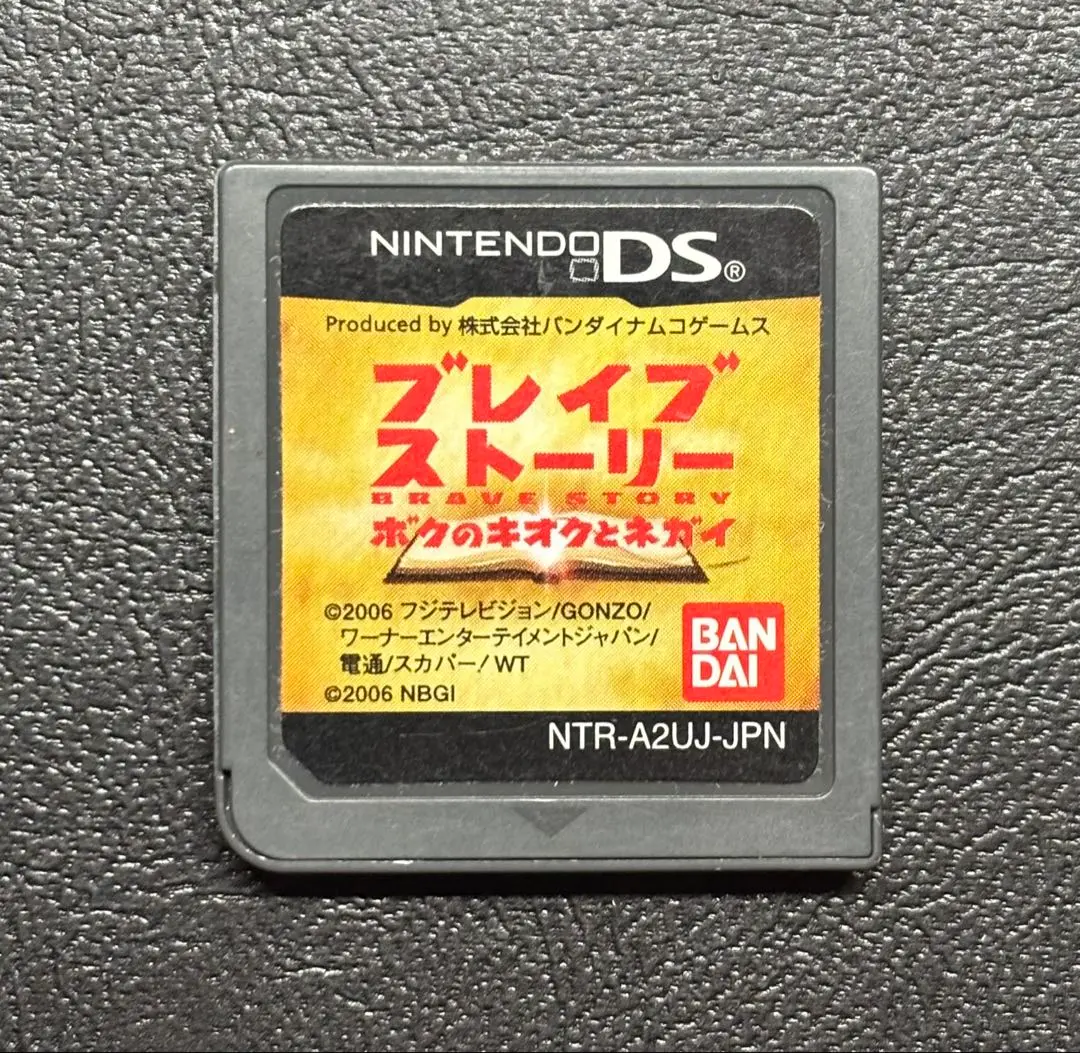 NINTENDO DS®
Produced by 株式会社バンダイナムコゲームス
ブレイブ
ストーリー
BRAVE STORY
ボクのキオクとネガイ
©2006 フジテレビジョン/GONZO/
ワーナーエンターテイメントジャパン/
電通/スカパー!/WT
©2006 NBGI
BAN
DAI
NTR-A2UJ-JPN